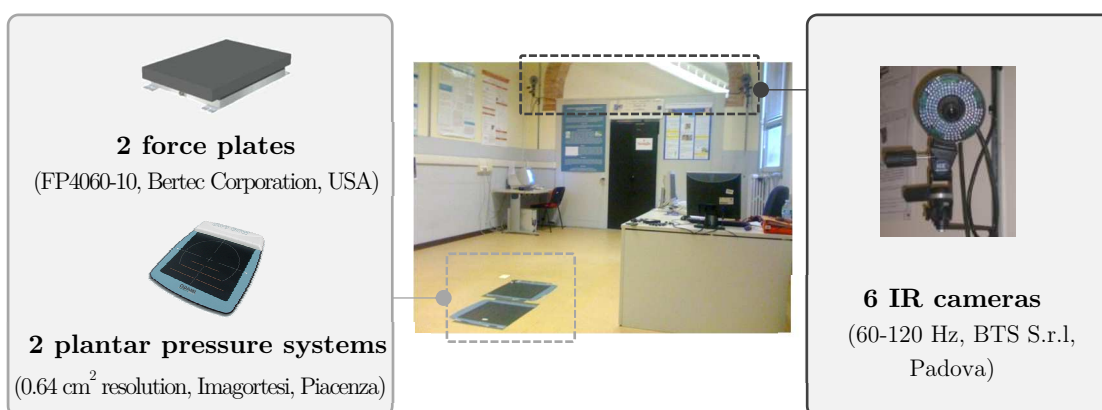 2 force plates
(FP4060-10, Bertec Corporation, USA)
2 plantar pressure systems
(0.64 cm² resolution, Imagortesi, Piacenza)
6 IR cameras
(60-120 Hz, BTS S.r.l,
Padova)